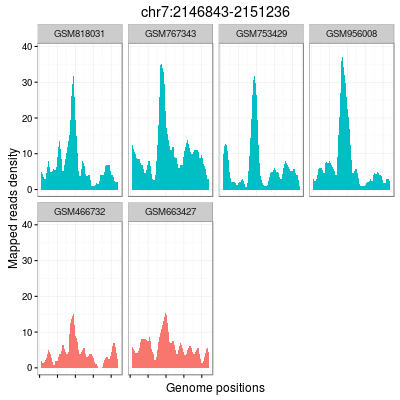 chr7:2146843-2151236
GSM818031 GSM767343 GSM753429 GSM956008
40
30
20
10
0
Mapped reads density
GSM466732 GSM663427
40
30
20
10
0
Genome positions